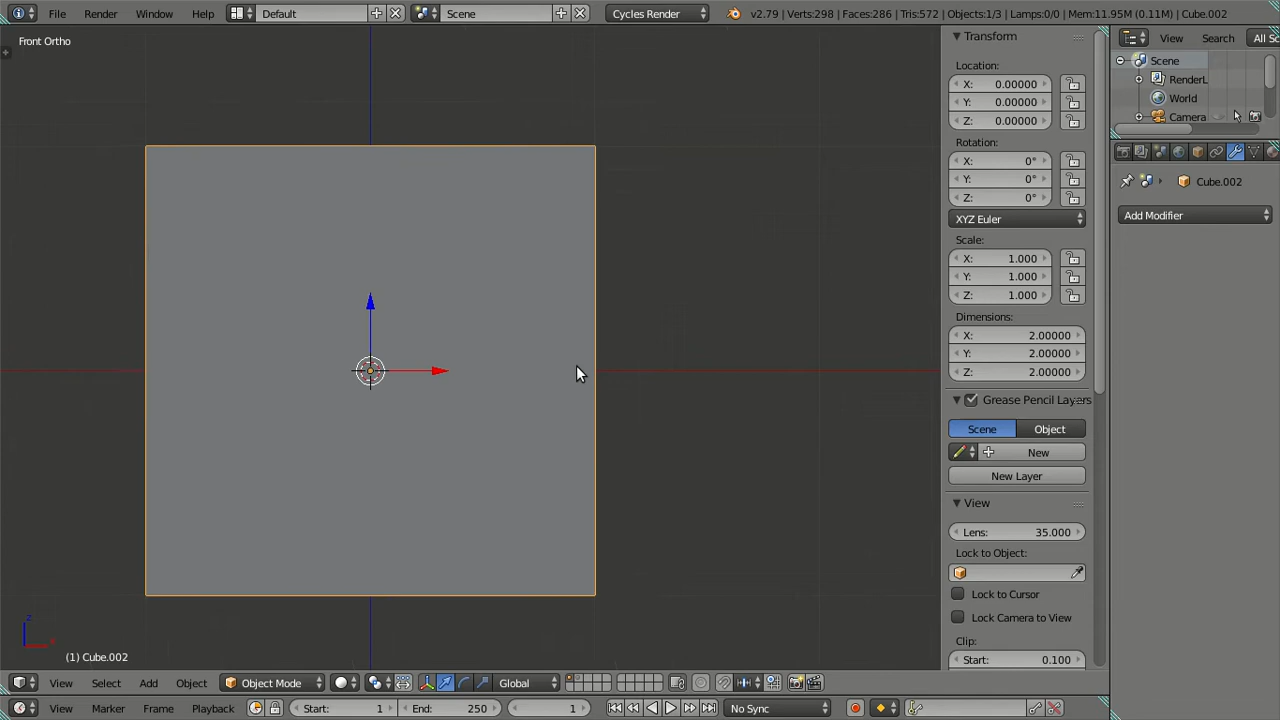 File Render Window Help Default Scene Cycles Render v2.79 | Verts:298 | Faces:286 | Tris:572 | Objects:1/3 | Lamps:0/0 | Mem:11.95M (0.11M) | Cube.002
Front Ortho
Transform
Location:
X: 0.00000
Y: 0.00000
Z: 0.00000
Rotation:
X: 0°
Y: 0°
Z: 0°
XYZ Euler
Scale:
X: 1.000
Y: 1.000
Z: 1.000
Dimensions:
X: 2.00000
Y: 2.00000
Z: 2.00000
Grease Pencil Layers
Scene Object
New
New Layer
View
Lens: 35.000
Lock to Object:
Lock to Cursor
Lock Camera to View
Clip:
Start: 0.100
View Search All Sc
Scene
RenderL
World
Camera
Cube.002
Add Modifier
z
x
(1) Cube.002
View Select Add Object Object Mode Global
View Marker Frame Playback Start: 1 End: 250 1 No Sync